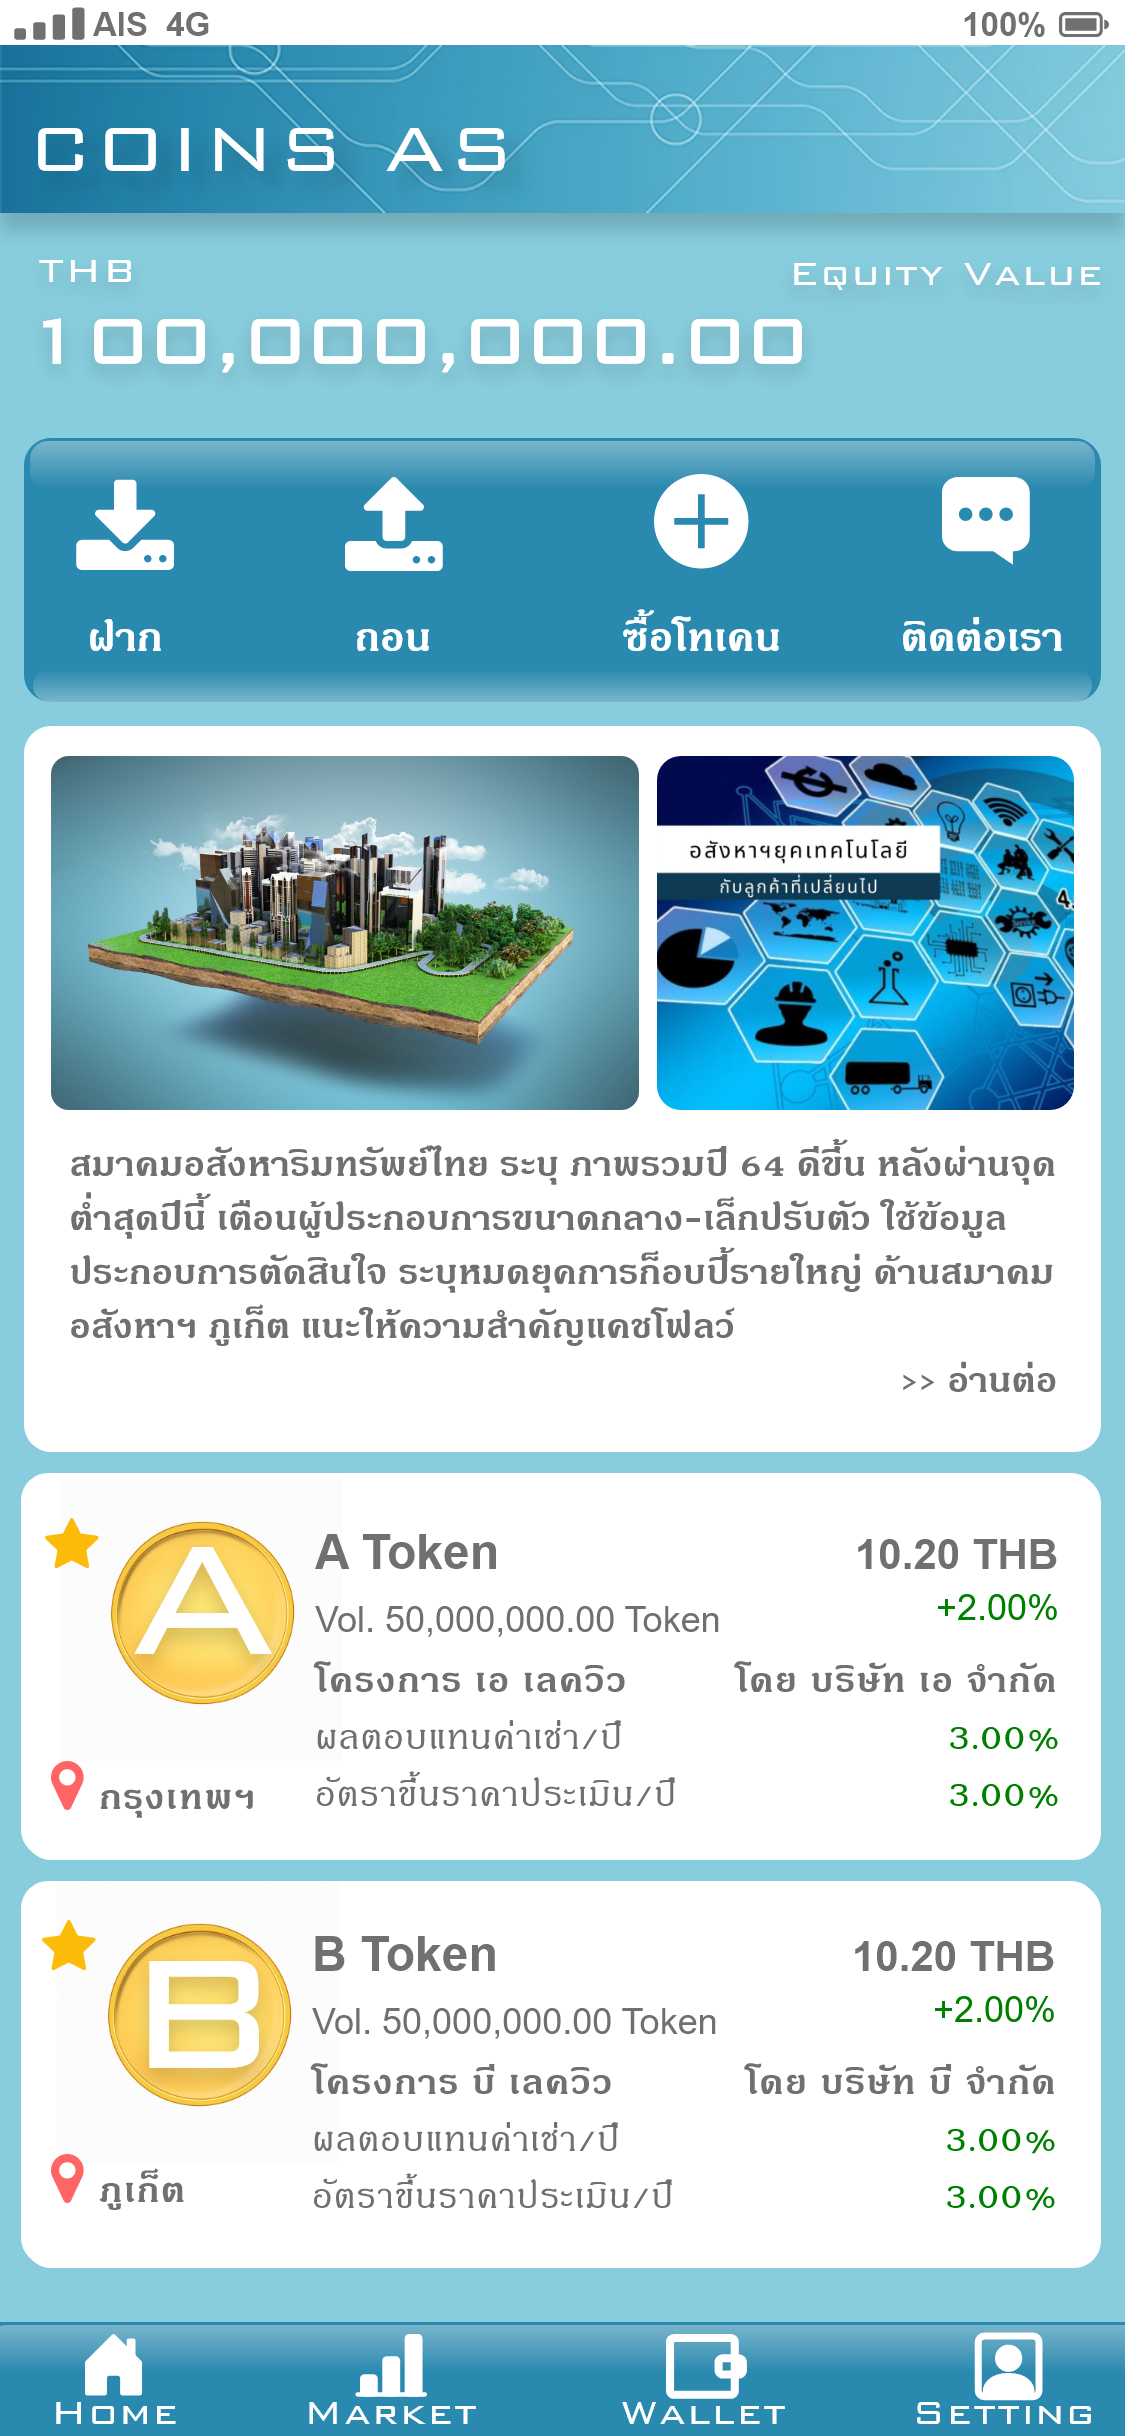 AIS 4G 100%
COINS AS
THB
EQUITY VALUE
100,000,000.00
ฝาก ถอน ซื้อโทเคน ติดต่อเรา
อสังหาฯยุคเทคโนโลยี
กับลูกค้าที่เปลี่ยนไป
4.
สมาคมอสังหาริมทรัพย์ไทย ระบุ ภาพรวมปี 64 ดีขึ้น หลังผ่านจุด
ต่ำสุดปีนี้ เตือนผู้ประกอบการขนาดกลาง-เล็กปรับตัว ใช้ข้อมูล
ประกอบการตัดสินใจ ระบุหมดยุคการก็อบปี้รายใหญ่ ด้านสมาคม
อสังหาฯ ภูเก็ต แนะให้ความสำคัญแคชโฟลว์
>> อ่านต่อ
A
A Token 10.20 THB
Vol. 50,000,000.00 Token +2.00%
โครงการ เอ เลควิว โดย บริษัท เอ จำกัด
ผลตอบแทนค่าเช่า/ปี 3.00%
กรุงเทพฯ อัตราขึ้นราคาประเมิน/ปี 3.00%
B
B Token 10.20 THB
Vol. 50,000,000.00 Token +2.00%
โครงการ บี เลควิว โดย บริษัท บี จำกัด
ผลตอบแทนค่าเช่า/ปี 3.00%
ภูเก็ต อัตราขึ้นราคาประเมิน/ปี 3.00%
HOME MARKET WALLET SETTING